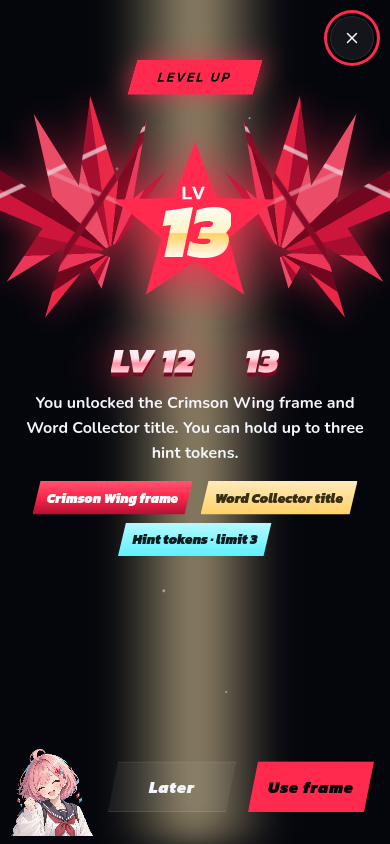 LEVEL UP
LV
13
LV 12 13
You unlocked the Crimson Wing frame and
Word Collector title. You can hold up to three
hint tokens.
Crimson Wing frame
Word Collector title
Hint tokens · limit 3
Later
Use frame